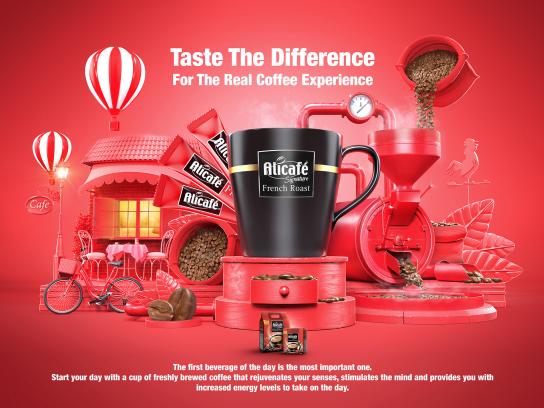 Taste The Difference
For The Real Coffee Experience
Cafe
Alicafé
Alicafé
Alicafé
Signature
French Roast
The first beverage of the day is the most important one.
Start your day with a cup of freshly brewed coffee that rejuvenates your senses, stimulates the mind and provides you with
increased energy levels to take on the day.